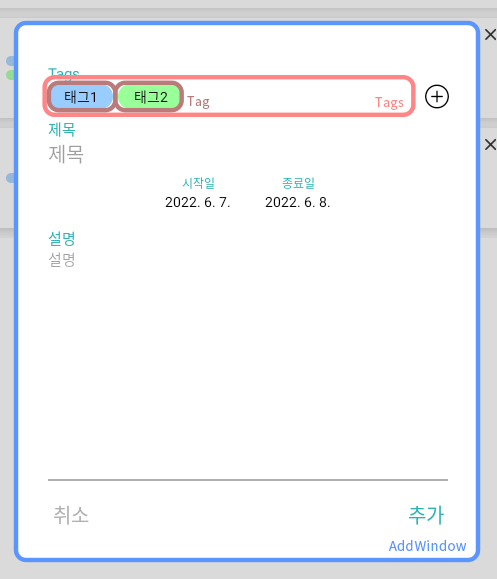 Tags
태그1 태그2 Tag Tags
제목
제목
시작일 종료일
2022. 6. 7. 2022. 6. 8.
설명
설명
취소 추가
AddWindow